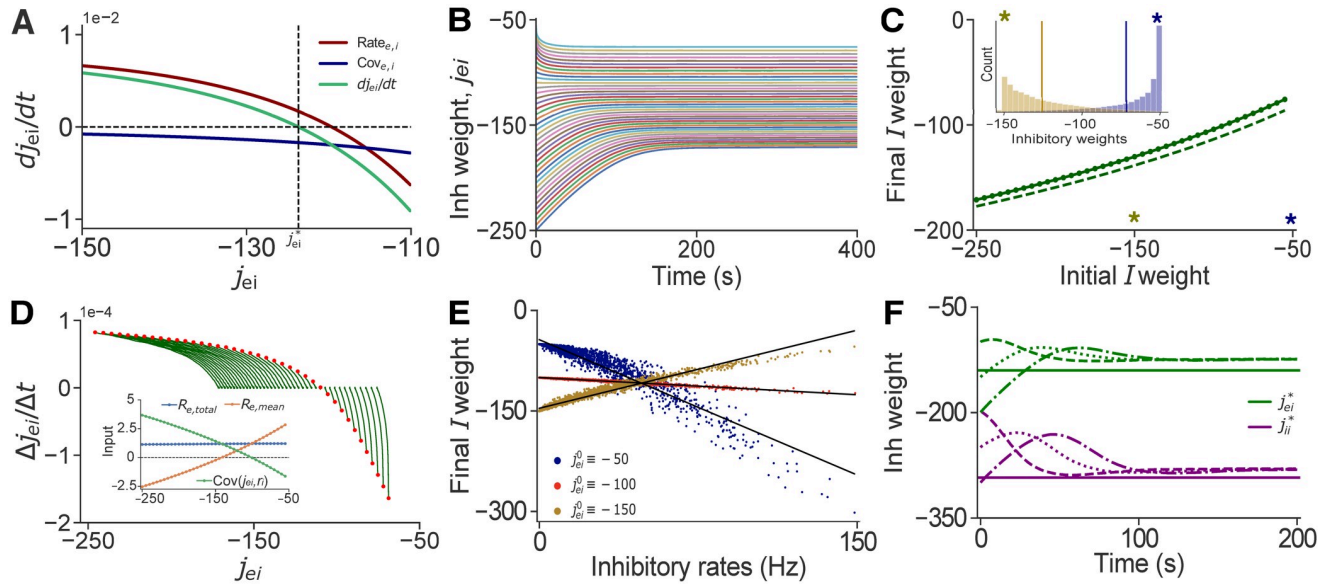 A
1e−2
1
0
−1
dj_ei/dt
−150
−130
−110
j*_ei
j_ei
Rate_e,i
Cov_e,i
dj_ei/dt
B
−50
−150
−250
Inh weight, j_ei
0
200
400
Time (s)
C
0
−100
−200
Final I weight
−250
−150
−50
Initial I weight
*
*
Count
−150
−100
−50
Inhibitory weights
*
*
D
1e−4
1
0
−1
−2
Δj_ei/Δt
−250
−150
−50
j_ei
5
0
−2.5
Input
R_e,total
R_e,mean
Cov(j_ei,r_i)
−250
−150
−50
E
0
−150
−300
Final I weight
0
150
Inhibitory rates (Hz)
j⁰_ei ≡ −50
j⁰_ei ≡ −100
j⁰_ei ≡ −150
F
−50
−200
−350
Inh weight
j*_ei
j*_ii
0
100
200
Time (s)